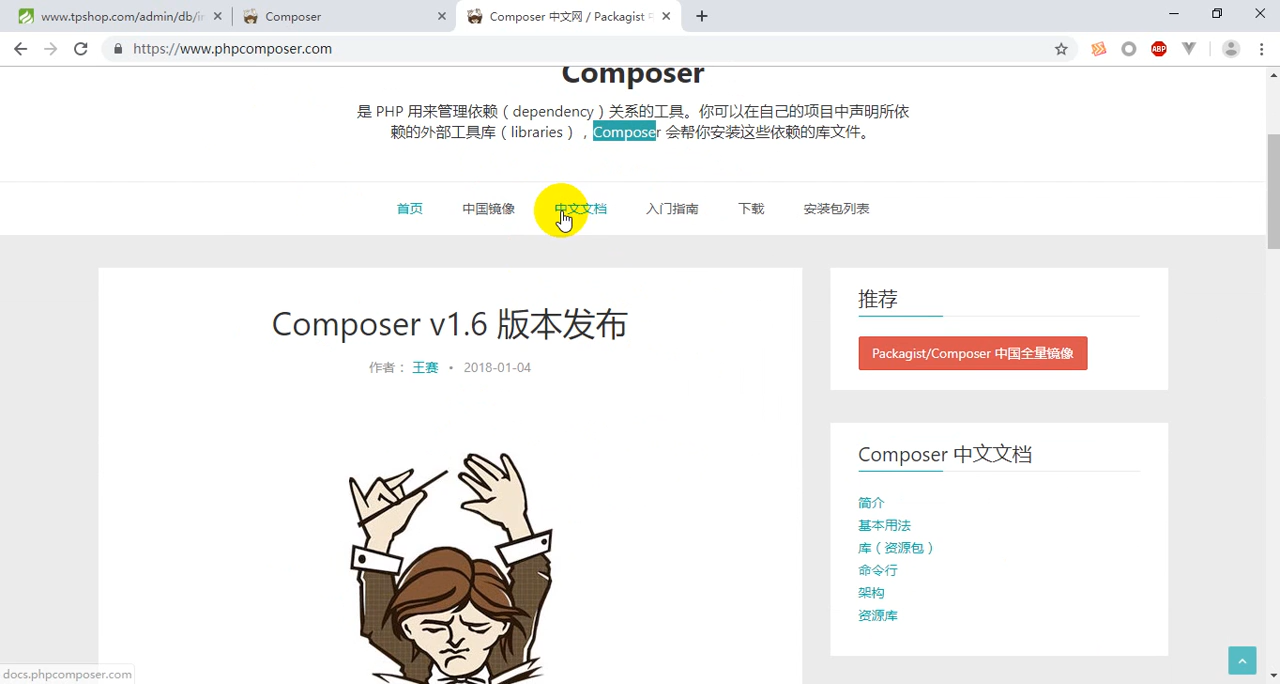 www.tpshop.com/admin/db/in
Composer
Composer 中文网 / Packagist 中
https://www.phpcomposer.com
ABP
Composer
是 PHP 用来管理依赖（dependency）关系的工具。你可以在自己的项目中声明所依
赖的外部工具库（libraries），Composer 会帮你安装这些依赖的库文件。
首页
中国镜像
中文文档
入门指南
下载
安装包列表
Composer v1.6 版本发布
作者： 王赛 • 2018-01-04
推荐
Packagist/Composer 中国全量镜像
Composer 中文文档
简介
基本用法
库（资源包）
命令行
架构
资源库
docs.phpcomposer.com